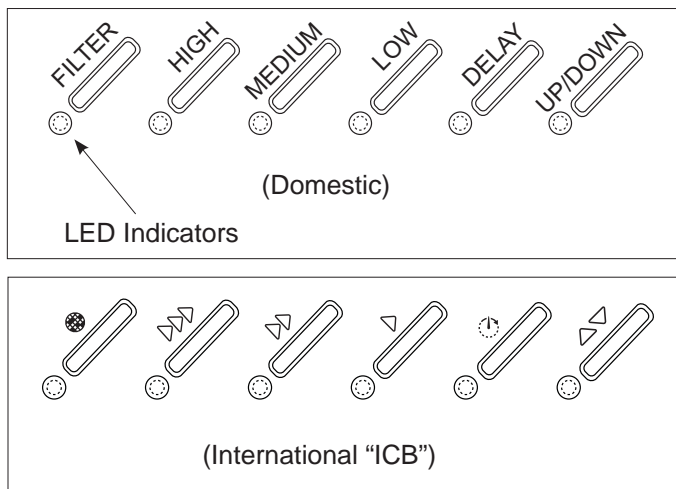 FILTER
HIGH
MEDIUM
LOW
DELAY
UP/DOWN
(Domestic)
LED Indicators
(International “ICB”)